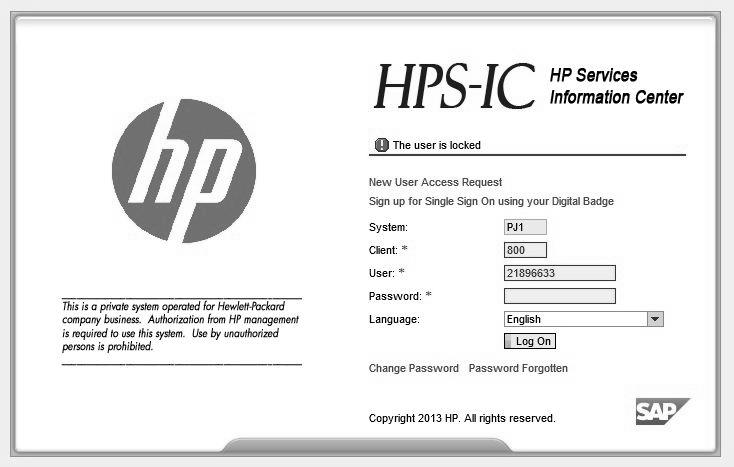 hp
This is a private system operated for Hewlett-Packard
company business. Authorization from HP management
is required to use this system. Use by unauthorized
persons is prohibited.
HPS-IC
HP Services
Information Center
The user is locked
New User Access Request
Sign up for Single Sign On using your Digital Badge
System: PJ1
Client: * 800
User: * 21896633
Password: *
Language: English
Log On
Change Password Password Forgotten
Copyright 2013 HP. All rights reserved.
SAP